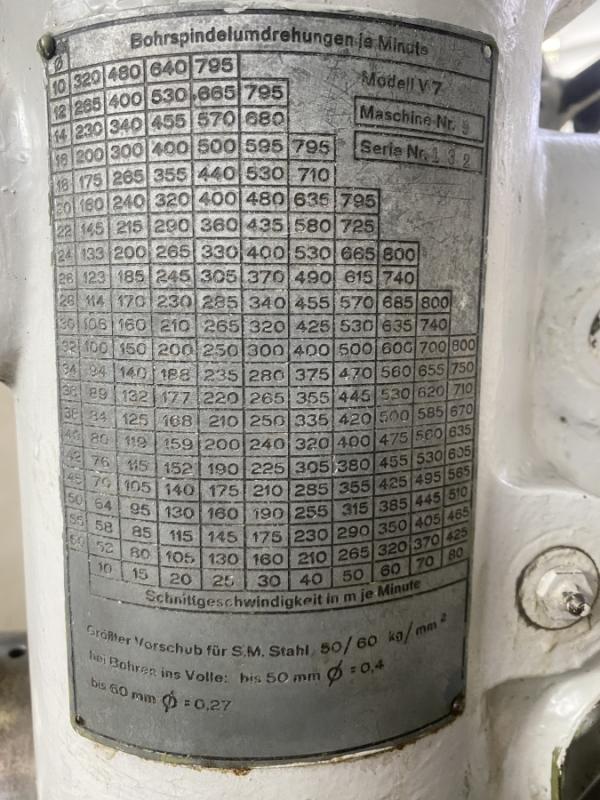 Bohrspindelumdrehungen je Minute
Ø
10 320 480 640 795
Modell V7
12 265 400 530 665 795
Maschine Nr. 9
14 230 340 455 570 680
Serie Nr. 132
16 200 300 400 500 595 795
18 175 265 355 440 530 710
20 160 240 320 400 480 635 795
22 145 215 290 360 435 580 725
24 133 200 265 330 400 530 665 800
26 123 185 245 305 370 490 615 740
28 114 170 230 285 340 455 570 685 800
30 106 160 210 265 320 425 530 635 740
32 100 150 200 250 300 400 500 600 700 800
34 94 140 188 235 280 375 470 560 655 750
36 89 132 177 220 265 355 445 530 620 710
38 84 125 168 210 250 335 420 500 585 670
40 80 119 159 200 240 320 400 475 560 635
42 76 115 152 190 225 305 380 455 530 605
45 70 105 140 175 210 285 355 425 495 565
50 64 95 130 160 190 255 315 385 445 510
55 58 85 115 145 175 230 290 350 405 465
60 52 80 105 130 160 210 265 320 370 425
10 15 20 25 30 40 50 60 70 80
Schnittgeschwindigkeit in m je Minute
Größter Vorschub für S.M. Stahl 50/60 kg/mm²
bei Bohren ins Volle: bis 50 mm Ø = 0,4
bis 60 mm Ø = 0,27